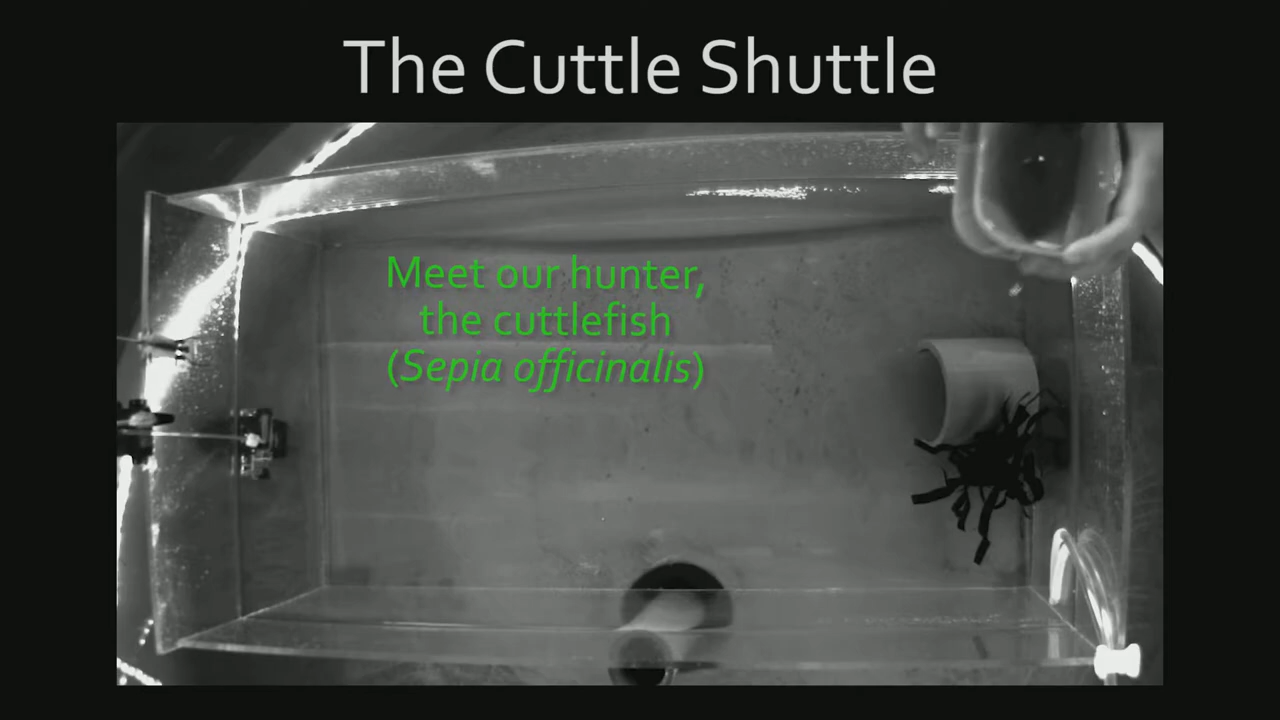 The Cuttle Shuttle
Meet our hunter,
the cuttlefish
(Sepia officinalis)